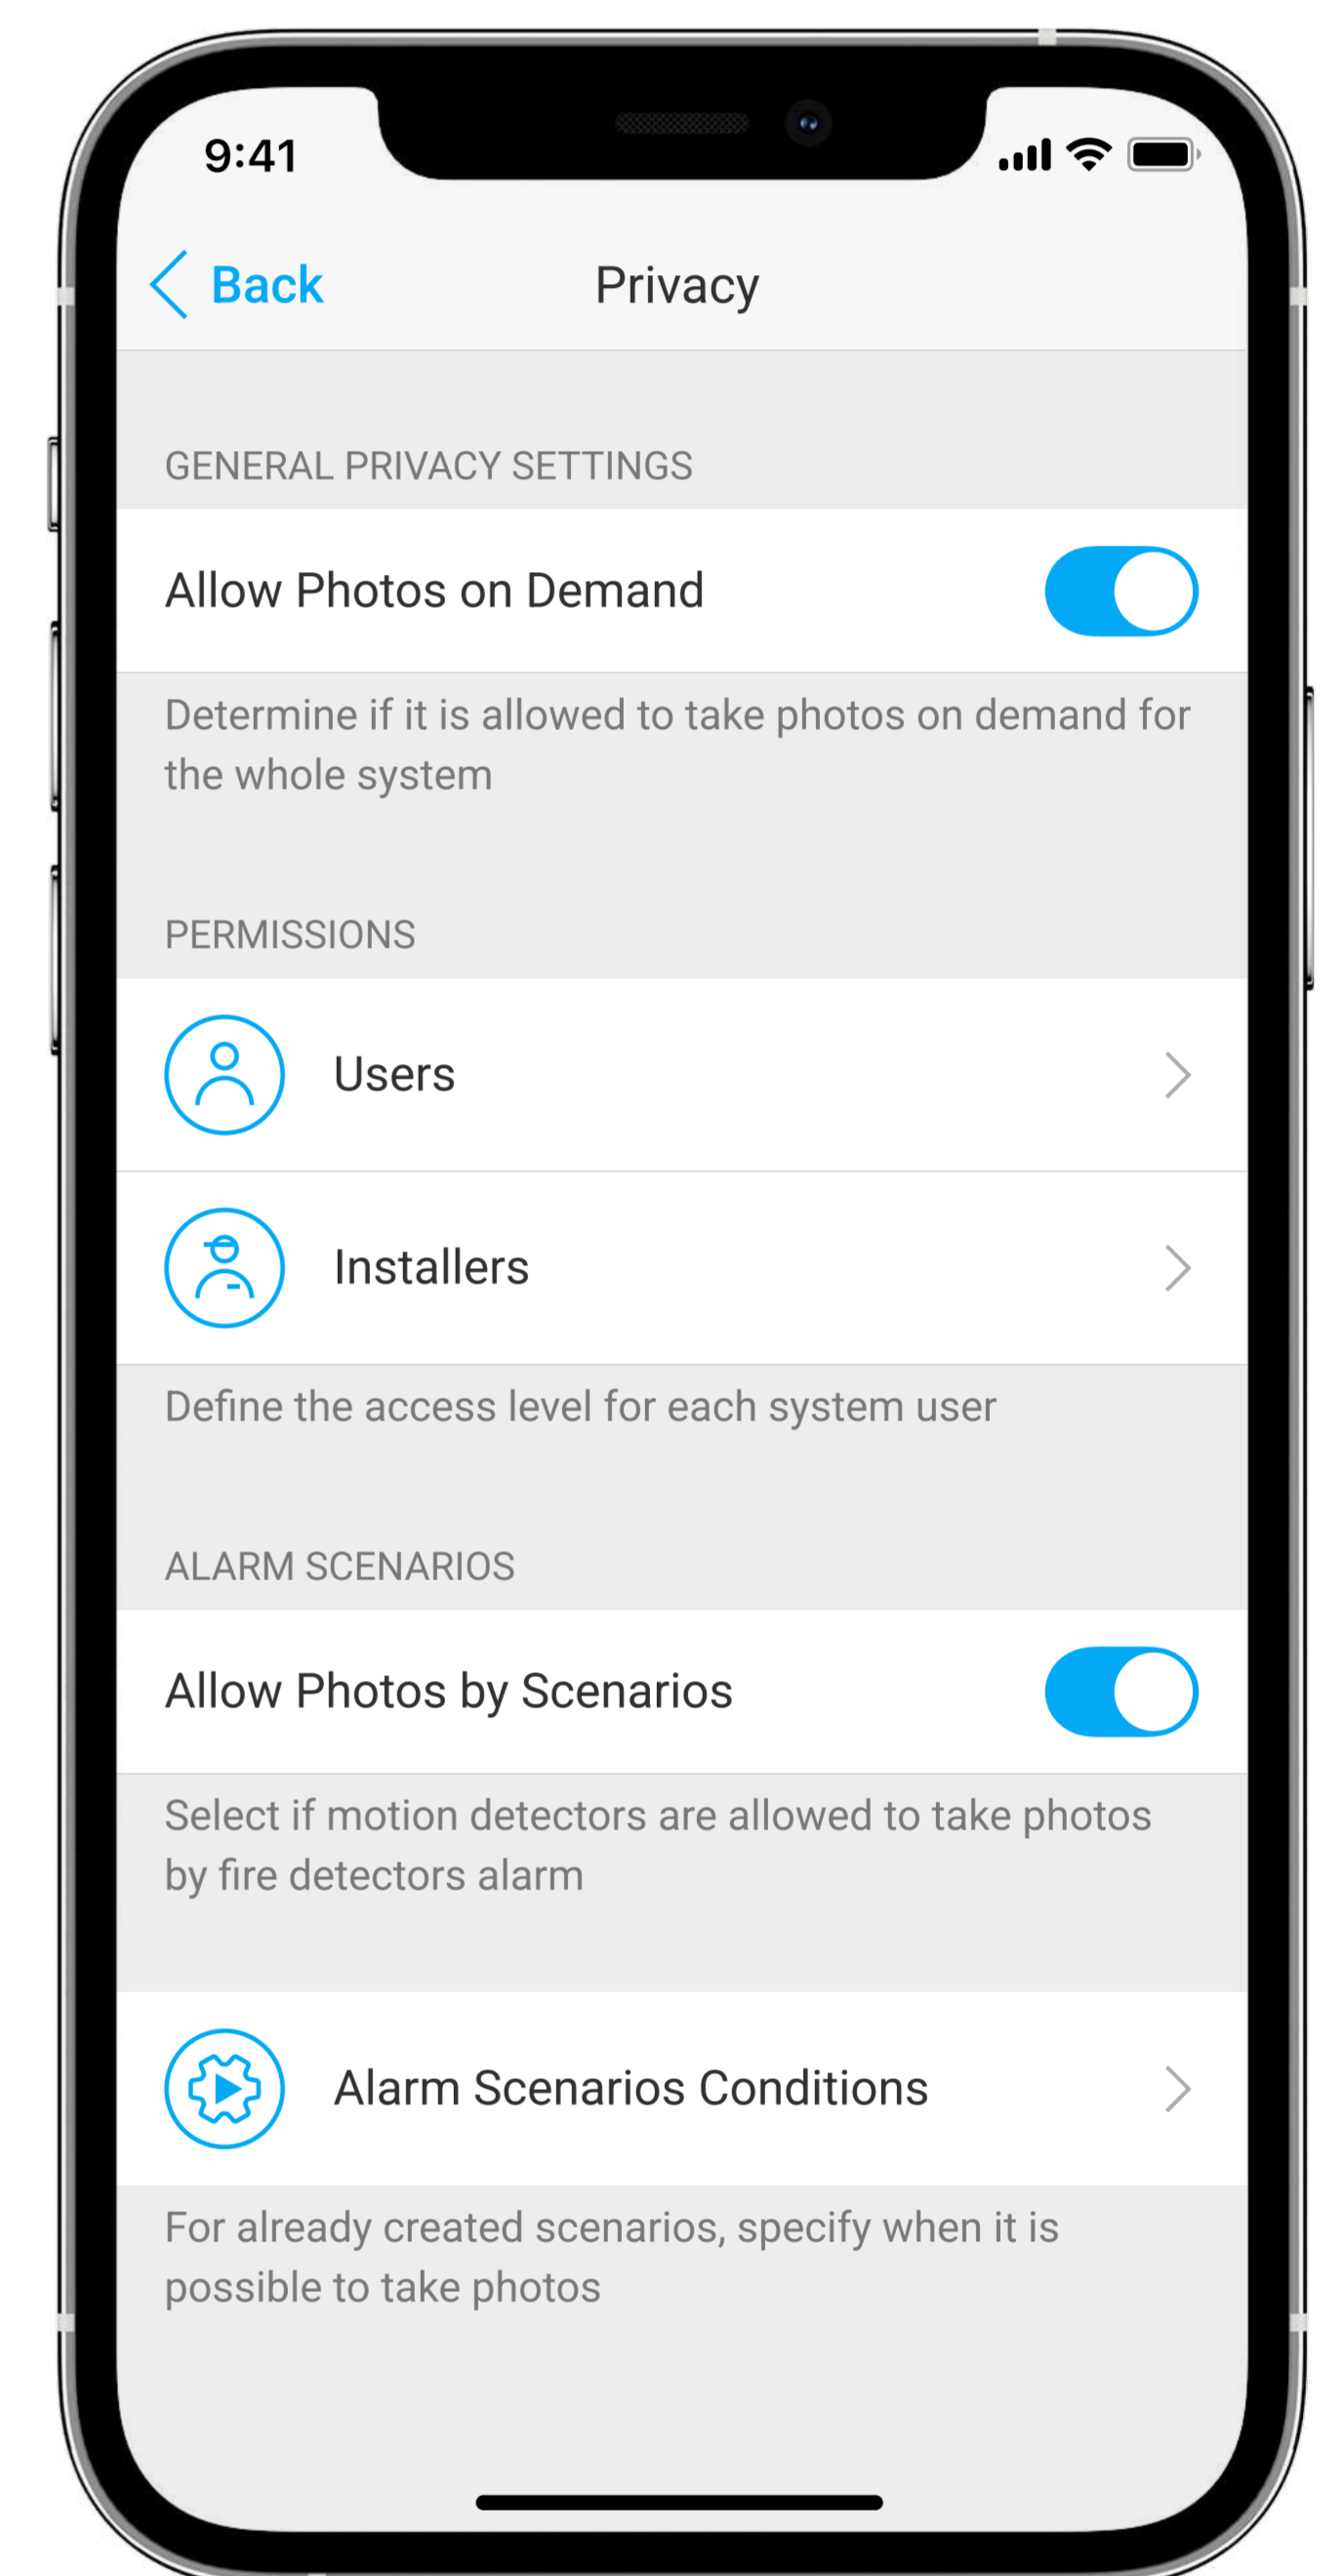 9:41
Back
Privacy
GENERAL PRIVACY SETTINGS
Allow Photos on Demand
Determine if it is allowed to take photos on demand for
the whole system
PERMISSIONS
Users
Installers
Define the access level for each system user
ALARM SCENARIOS
Allow Photos by Scenarios
Select if motion detectors are allowed to take photos
by fire detectors alarm
Alarm Scenarios Conditions
For already created scenarios, specify when it is
possible to take photos